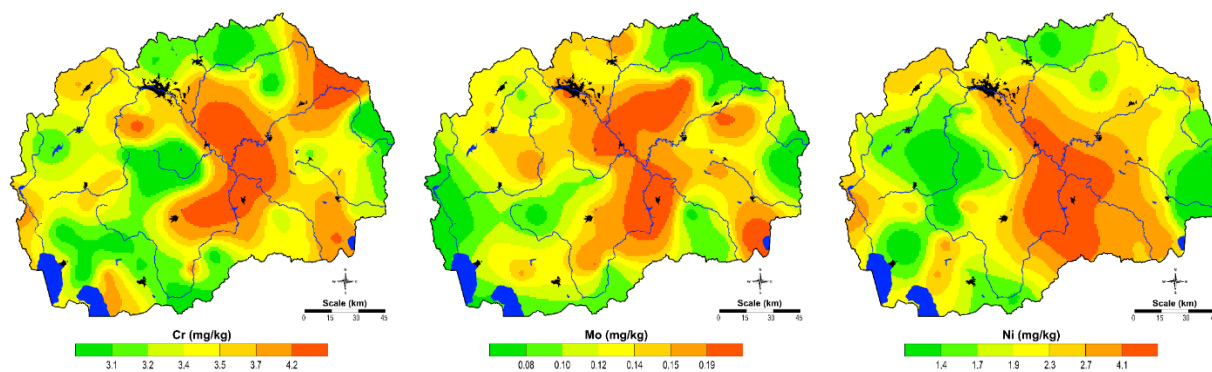 Scale (km)
0 15 30 45
Scale (km)
0 15 30 45
Scale (km)
0 15 30 45
Cr (mg/kg)
3.1 3.2 3.4 3.5 3.7 4.2
Mo (mg/kg)
0.08 0.10 0.12 0.14 0.15 0.19
Ni (mg/kg)
1.4 1.7 1.9 2.3 2.7 4.1